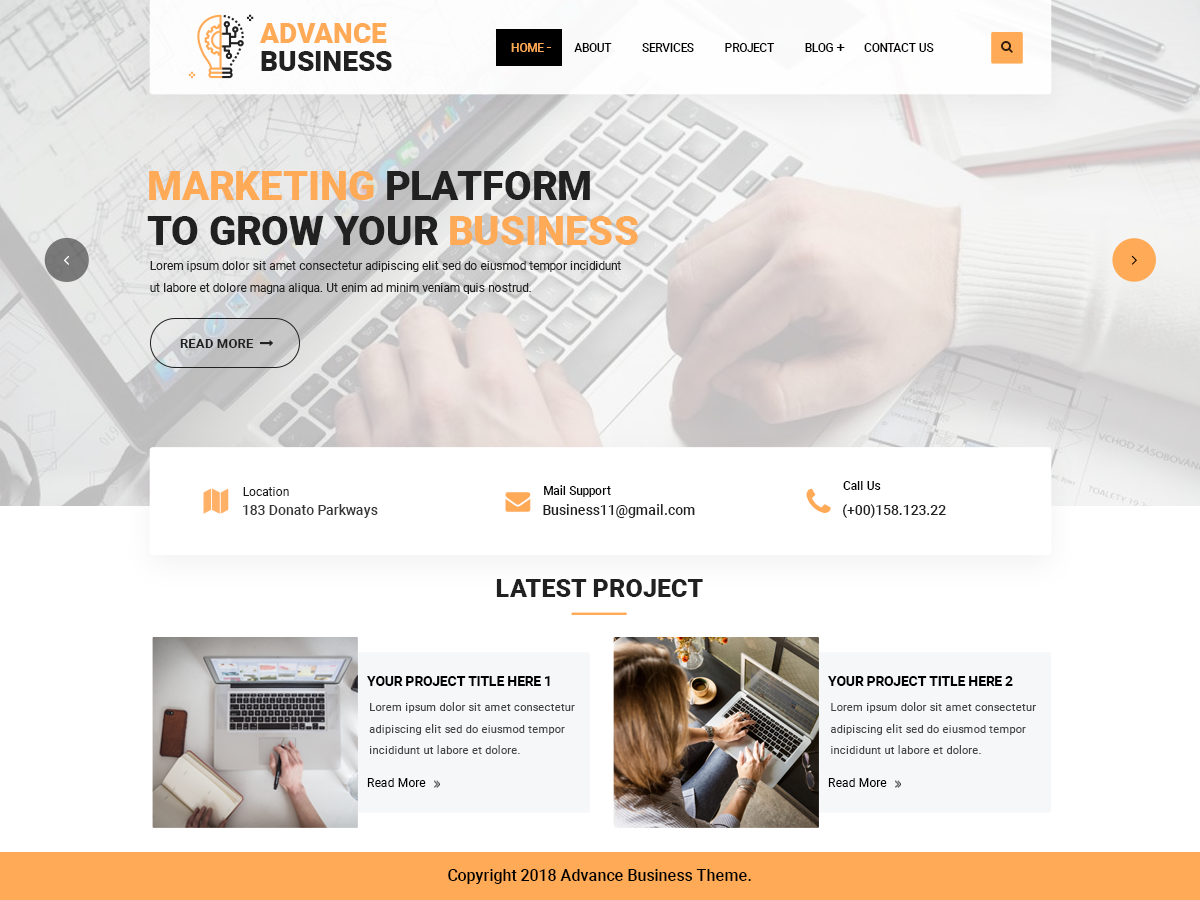 ADVANCE
BUSINESS
HOME -
ABOUT
SERVICES
PROJECT
BLOG +
CONTACT US
MARKETING PLATFORM
TO GROW YOUR BUSINESS
Lorem ipsum dolor sit amet consectetur adipiscing elit sed do eiusmod tempor incididunt
ut labore et dolore magna aliqua. Ut enim ad minim veniam quis nostrud.
READ MORE
VCHOD ZASOBOVÁNÍ
Location
183 Donato Parkways
Mail Support
Business11@gmail.com
Call Us
(+00)158.123.22
LATEST PROJECT
YOUR PROJECT TITLE HERE 1
Lorem ipsum dolor sit amet consectetur
adipiscing elit sed do eiusmod tempor
incididunt ut labore et dolore.
Read More
YOUR PROJECT TITLE HERE 2
Lorem ipsum dolor sit amet consectetur
adipiscing elit sed do eiusmod tempor
incididunt ut labore et dolore.
Read More
Copyright 2018 Advance Business Theme.